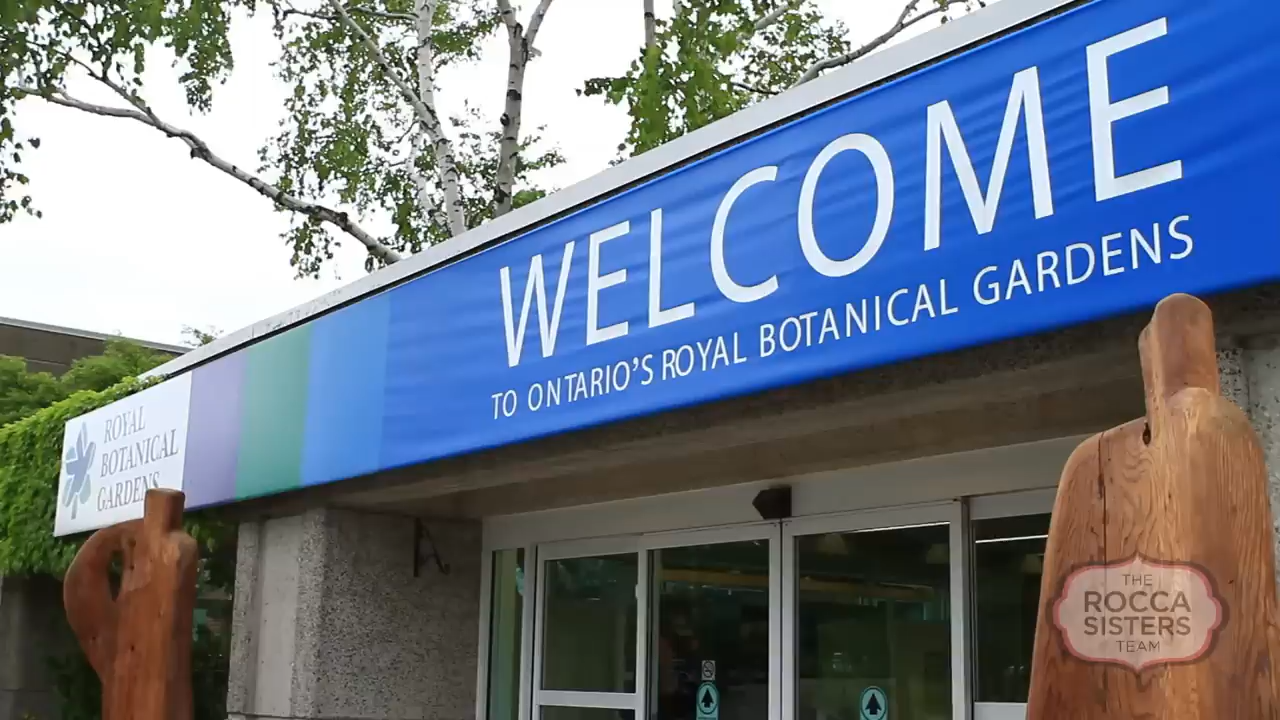 WELCOME
TO ONTARIO'S ROYAL BOTANICAL GARDENS
ROYAL
BOTANICAL
GARDENS
THE
ROCCA
SISTERS
TEAM